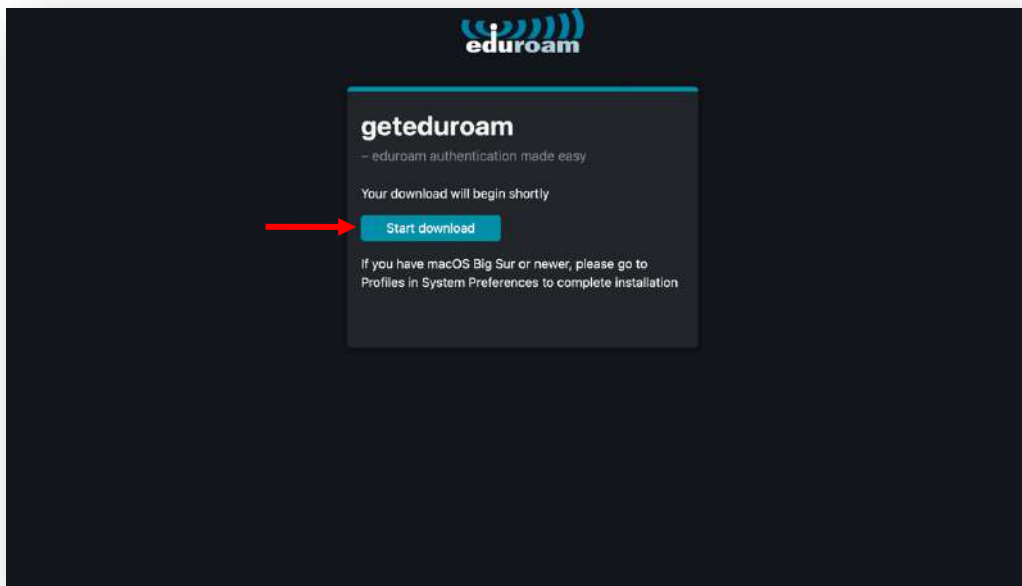 eduroam
geteduroam
– eduroam authentication made easy
Your download will begin shortly
Start download
If you have macOS Big Sur or newer, please go to
Profiles in System Preferences to complete installation